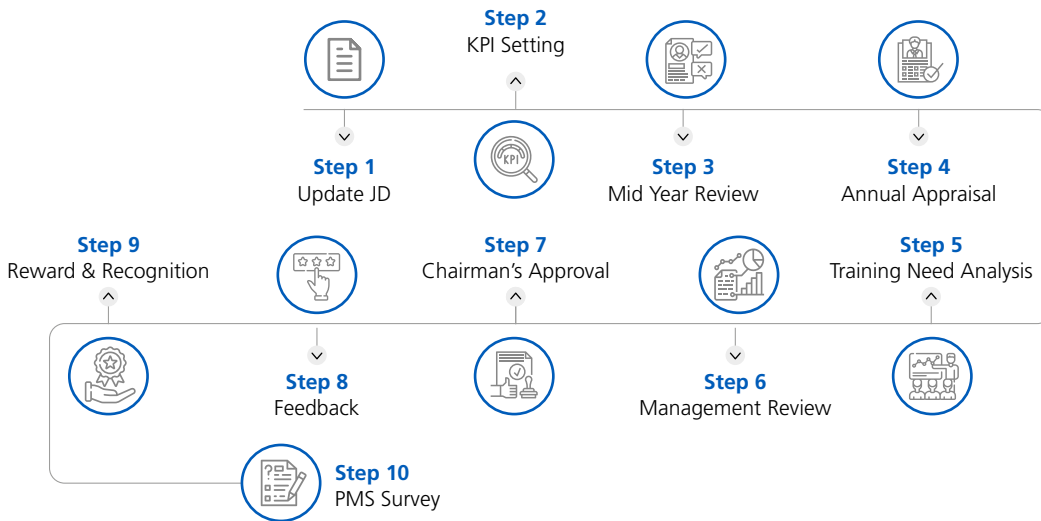 Step 1
Update JD
Step 2
KPI Setting
KPI
Step 3
Mid Year Review
Step 4
Annual Appraisal
Step 5
Training Need Analysis
Step 6
Management Review
Step 7
Chairman’s Approval
Step 8
Feedback
Step 9
Reward & Recognition
Step 10
PMS Survey